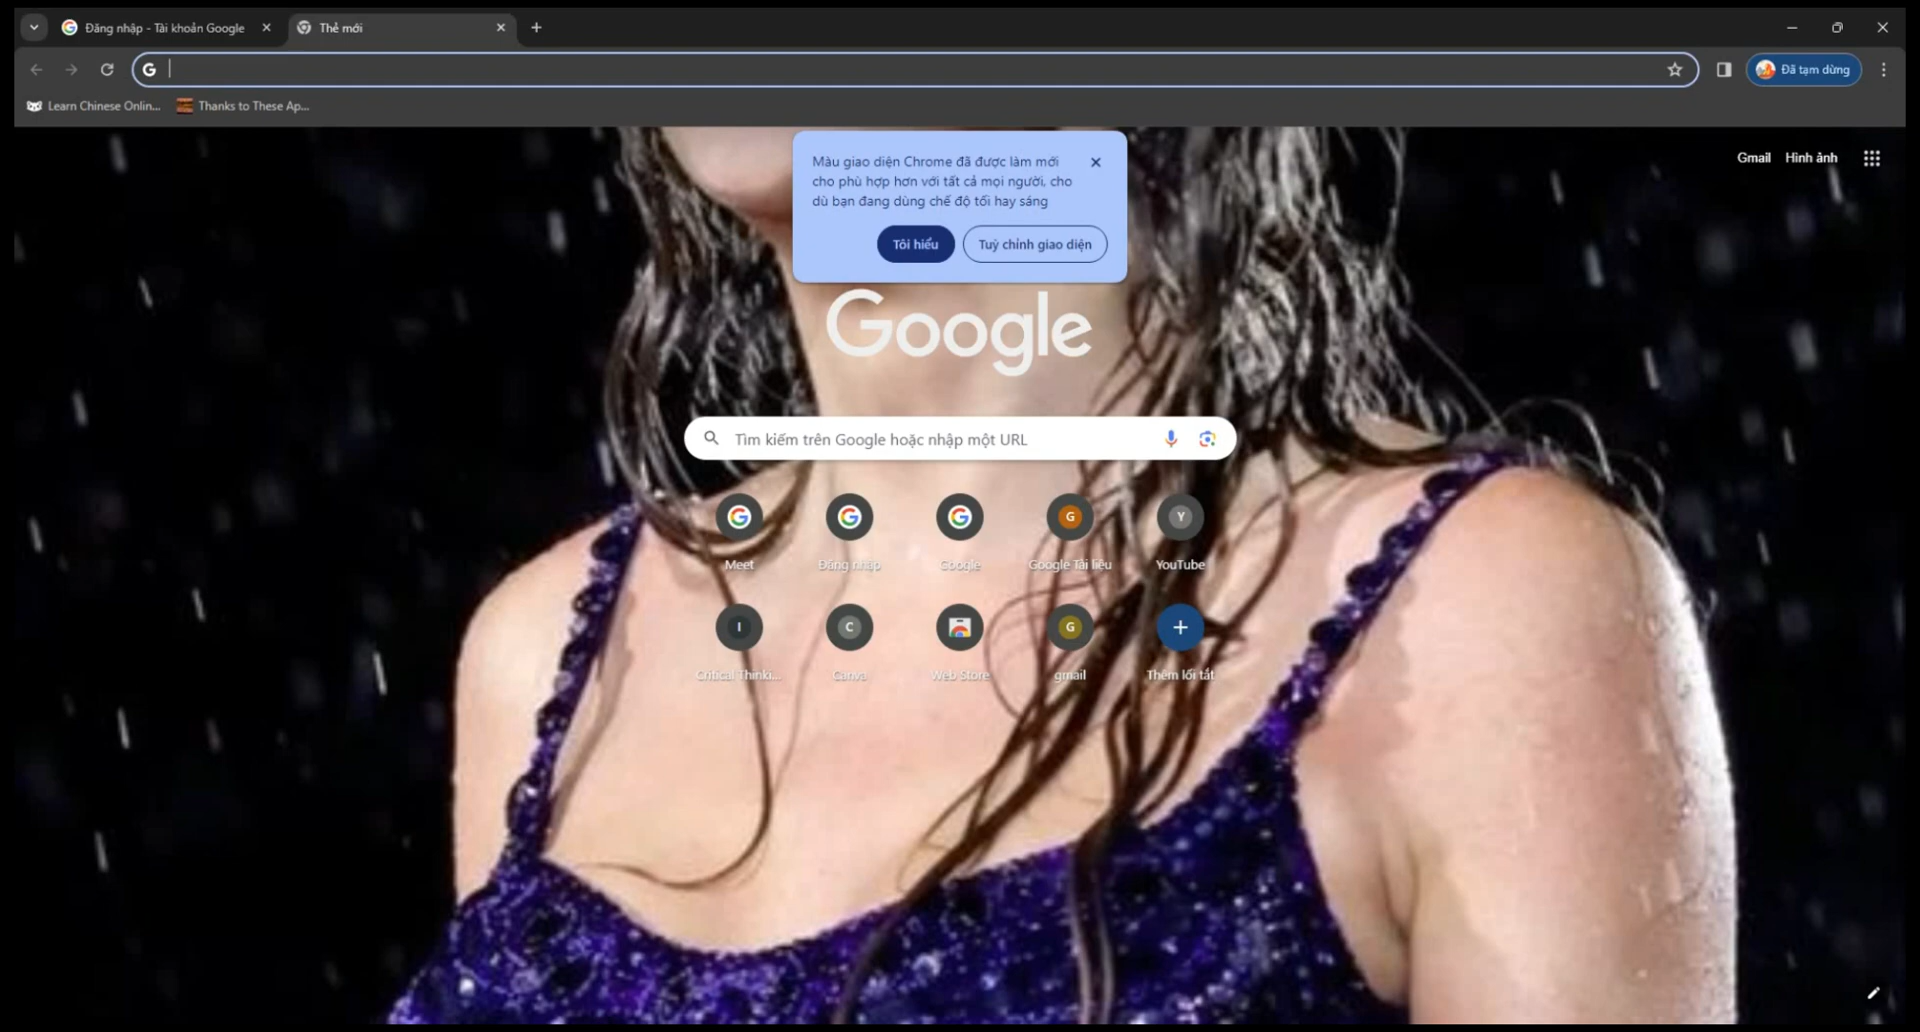 Đăng nhập - Tài khoản Google
Thẻ mới
Đã tạm dừng
Learn Chinese Onlin...
Thanks to These Ap...
Gmail
Hình ảnh
Màu giao diện Chrome đã được làm mới
cho phù hợp hơn với tất cả mọi người, cho
dù bạn đang dùng chế độ tối hay sáng
Tôi hiểu
Tuỳ chỉnh giao diện
Google
Tìm kiếm trên Google hoặc nhập một URL
G
Y
Meet
Đăng nhập
Google
Google Tài liệu
YouTube
I
C
G
Critical Thinki...
Canva
Web Store
gmail
Thêm lối tắt